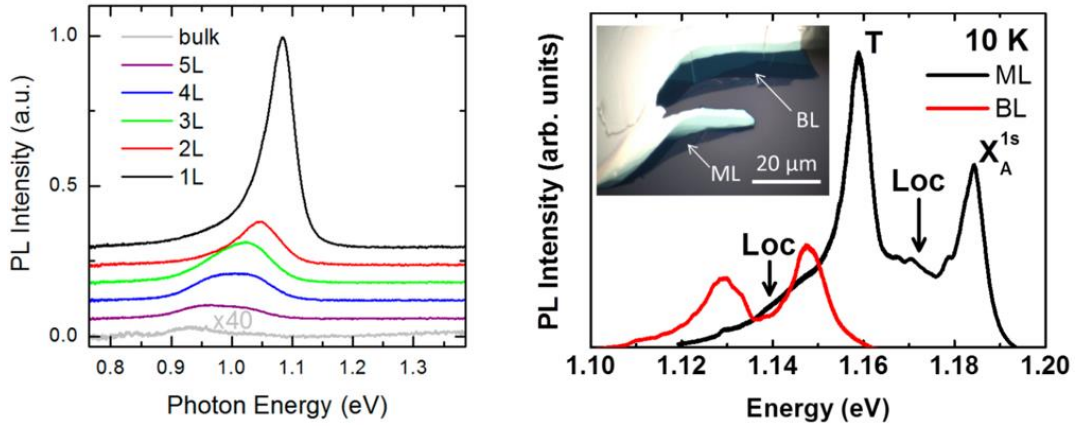 PL Intensity (a.u.)
1.0
0.5
0.0
bulk
5L
4L
3L
2L
1L
x40
0.8 0.9 1.0 1.1 1.2 1.3
Photon Energy (eV)
PL Intensity (arb. units)
T
10 K
ML
BL
X_A^1s
Loc
Loc
BL
ML
20 μm
1.10 1.12 1.14 1.16 1.18 1.20
Energy (eV)